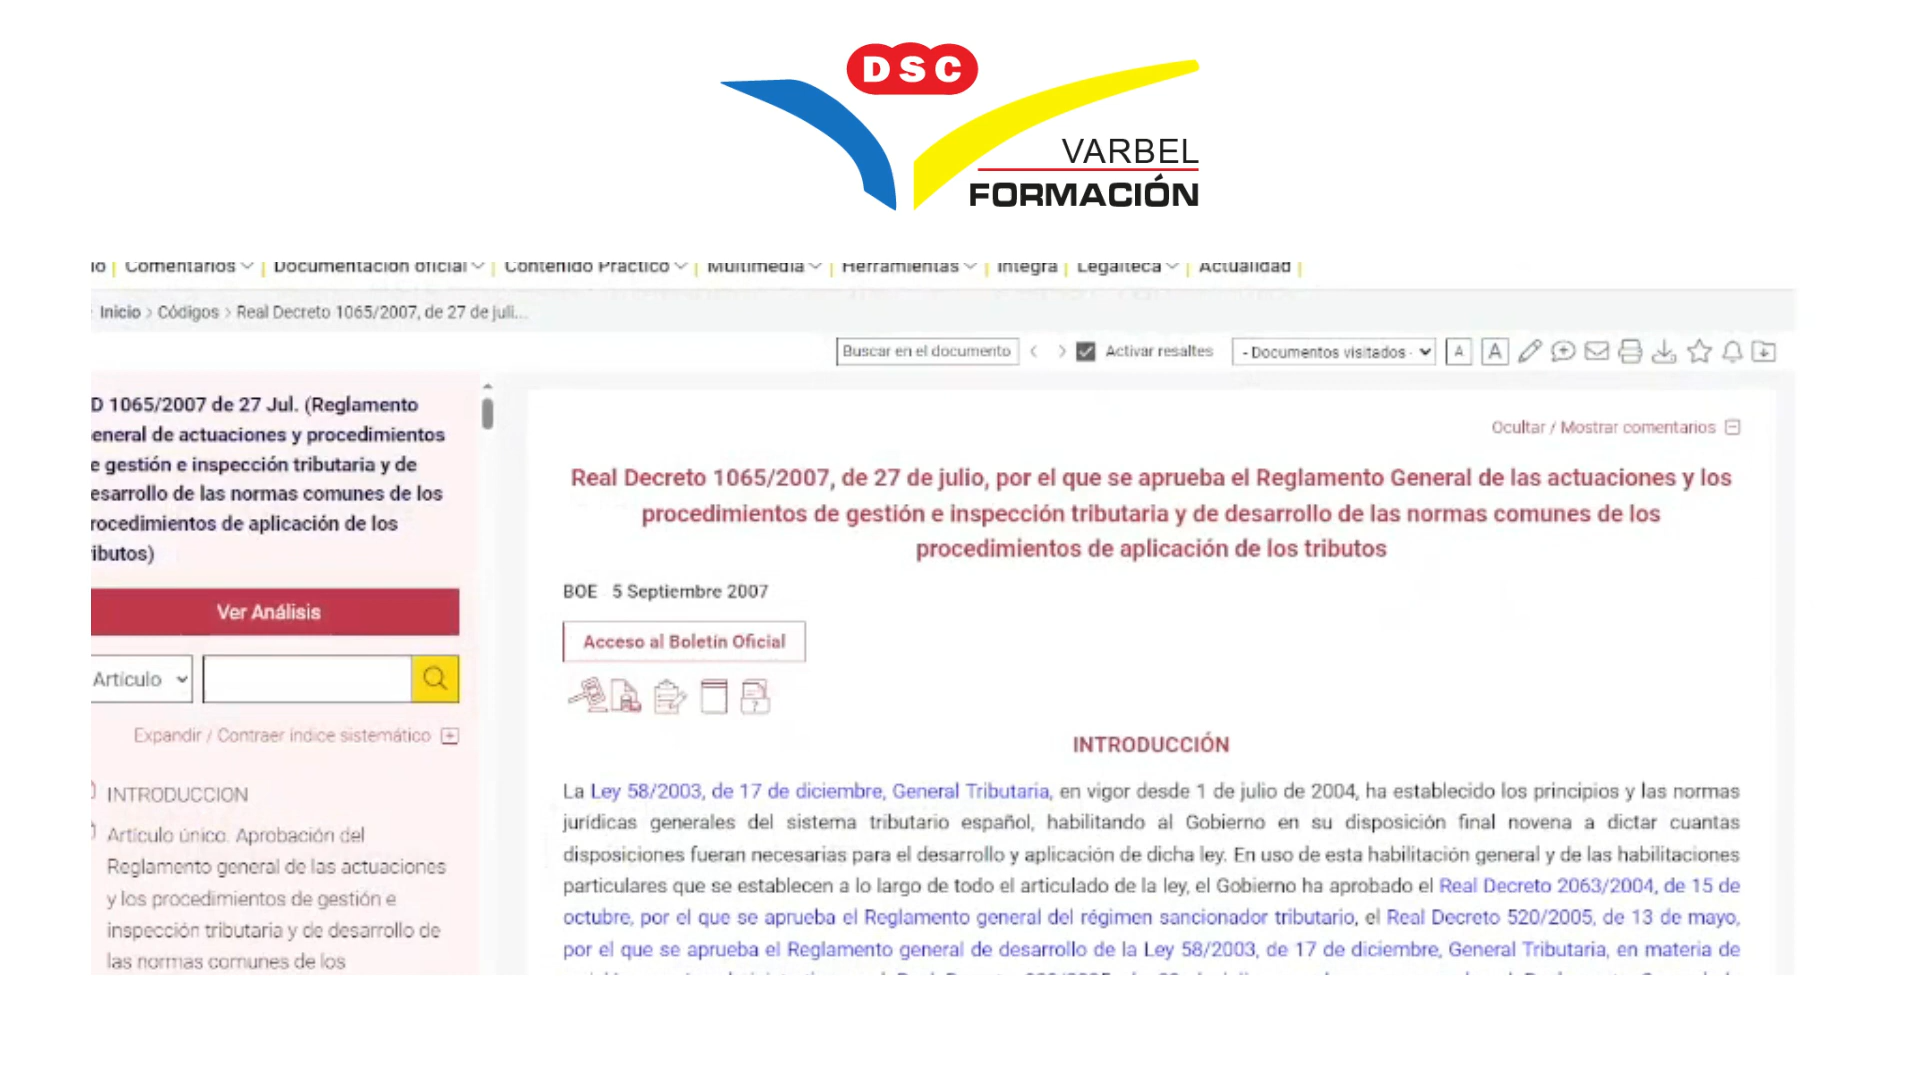 DSC
VARBEL
FORMACIÓN
io | Comentarios | Documentación oficial | Contenido Práctico | Multimedia | Herramientas | Integra | Legalteca | Actualidad |
Inicio > Códigos > Real Decreto 1065/2007, de 27 de juli...
Buscar en el documento < > Activar resaltes - Documentos visitados - A A
D 1065/2007 de 27 Jul. (Reglamento
eneral de actuaciones y procedimientos
e gestión e inspección tributaria y de
esarrollo de las normas comunes de los
rocedimientos de aplicación de los
ributos)
Ver Análisis
Artículo
Expandir / Contraer índice sistemático
INTRODUCCION
Artículo único. Aprobación del
Reglamento general de las actuaciones
y los procedimientos de gestión e
inspección tributaria y de desarrollo de
las normas comunes de los
Ocultar / Mostrar comentarios
Real Decreto 1065/2007, de 27 de julio, por el que se aprueba el Reglamento General de las actuaciones y los
procedimientos de gestión e inspección tributaria y de desarrollo de las normas comunes de los
procedimientos de aplicación de los tributos
BOE 5 Septiembre 2007
Acceso al Boletín Oficial
INTRODUCCIÓN
La Ley 58/2003, de 17 de diciembre, General Tributaria, en vigor desde 1 de julio de 2004, ha establecido los principios y las normas
jurídicas generales del sistema tributario español, habilitando al Gobierno en su disposición final novena a dictar cuantas
disposiciones fueran necesarias para el desarrollo y aplicación de dicha ley. En uso de esta habilitación general y de las habilitaciones
particulares que se establecen a lo largo de todo el articulado de la ley, el Gobierno ha aprobado el Real Decreto 2063/2004, de 15 de
octubre, por el que se aprueba el Reglamento general del régimen sancionador tributario, el Real Decreto 520/2005, de 13 de mayo,
por el que se aprueba el Reglamento general de desarrollo de la Ley 58/2003, de 17 de diciembre, General Tributaria, en materia de